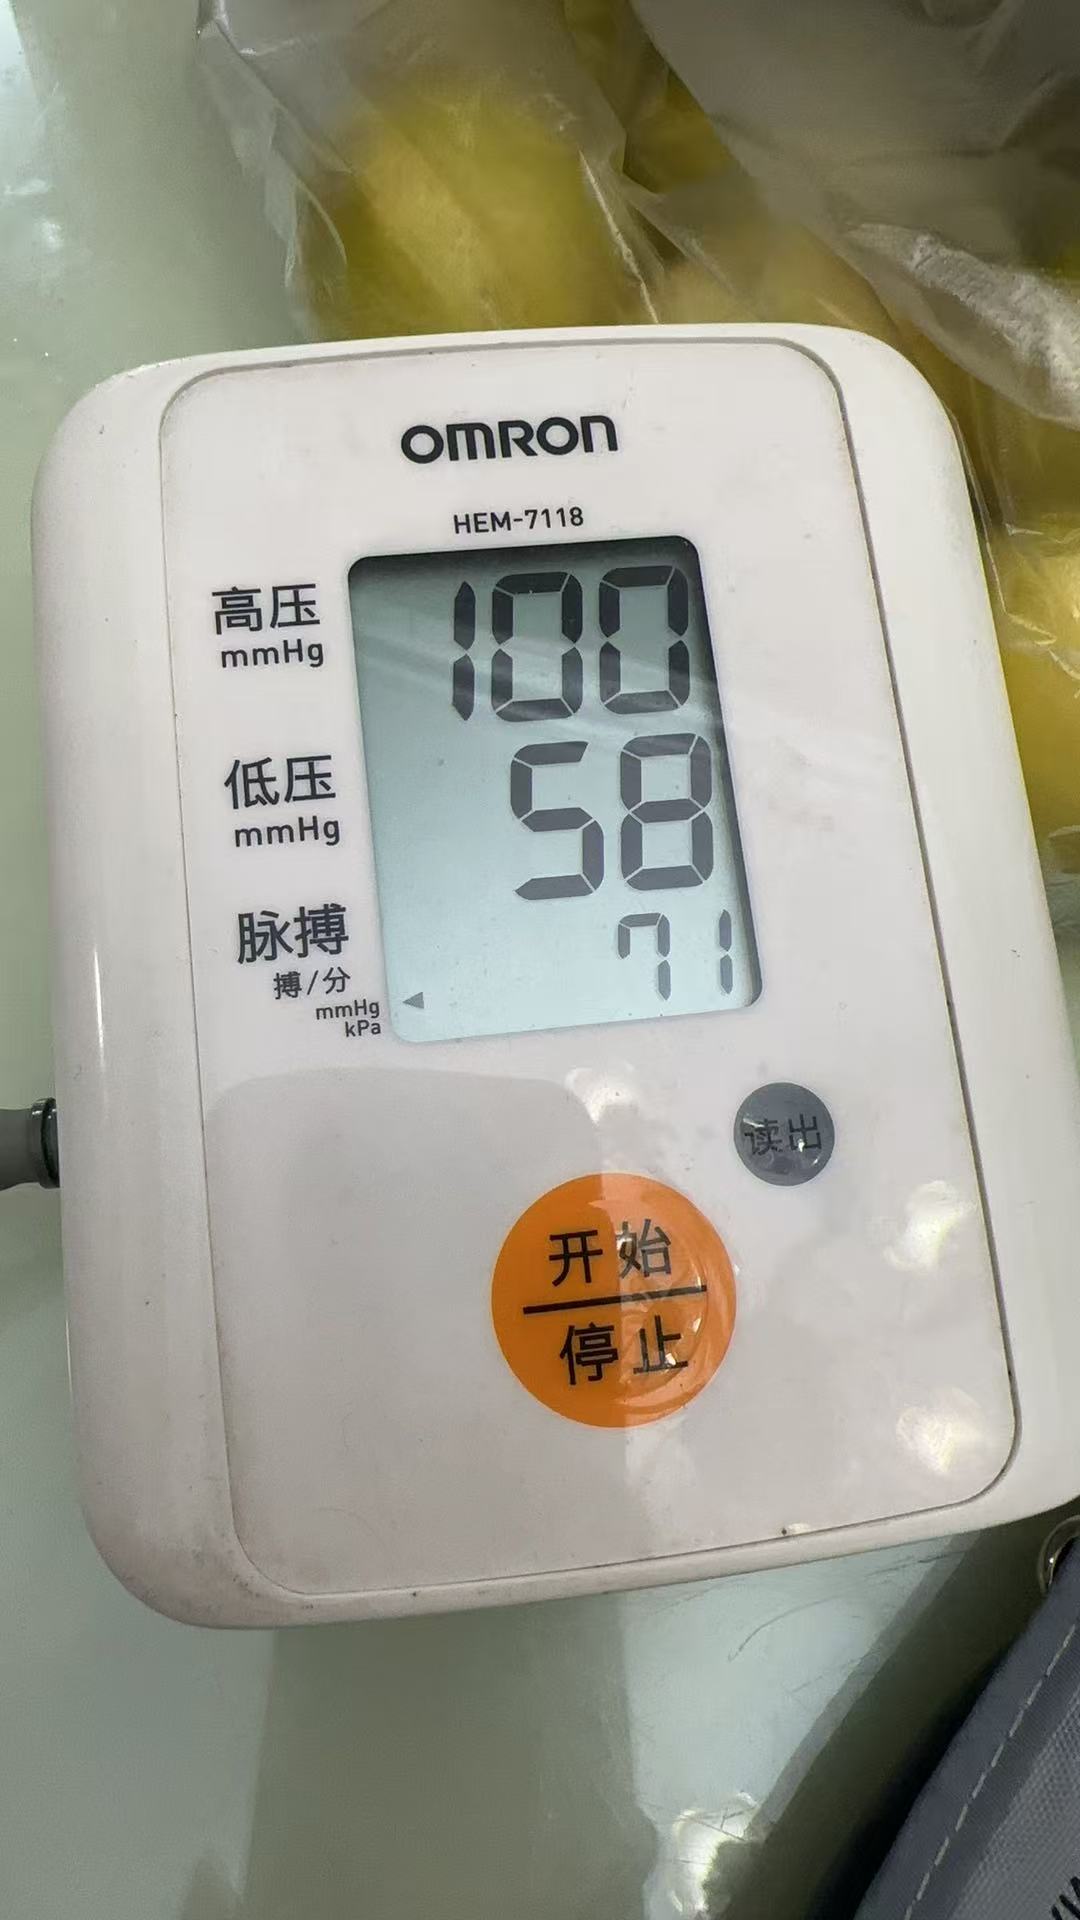 OMRON
HEM-7118
高压 100
mmHg
低压 58
mmHg
脉搏 71
搏/分
mmHg
kPa
读出
开始
停止